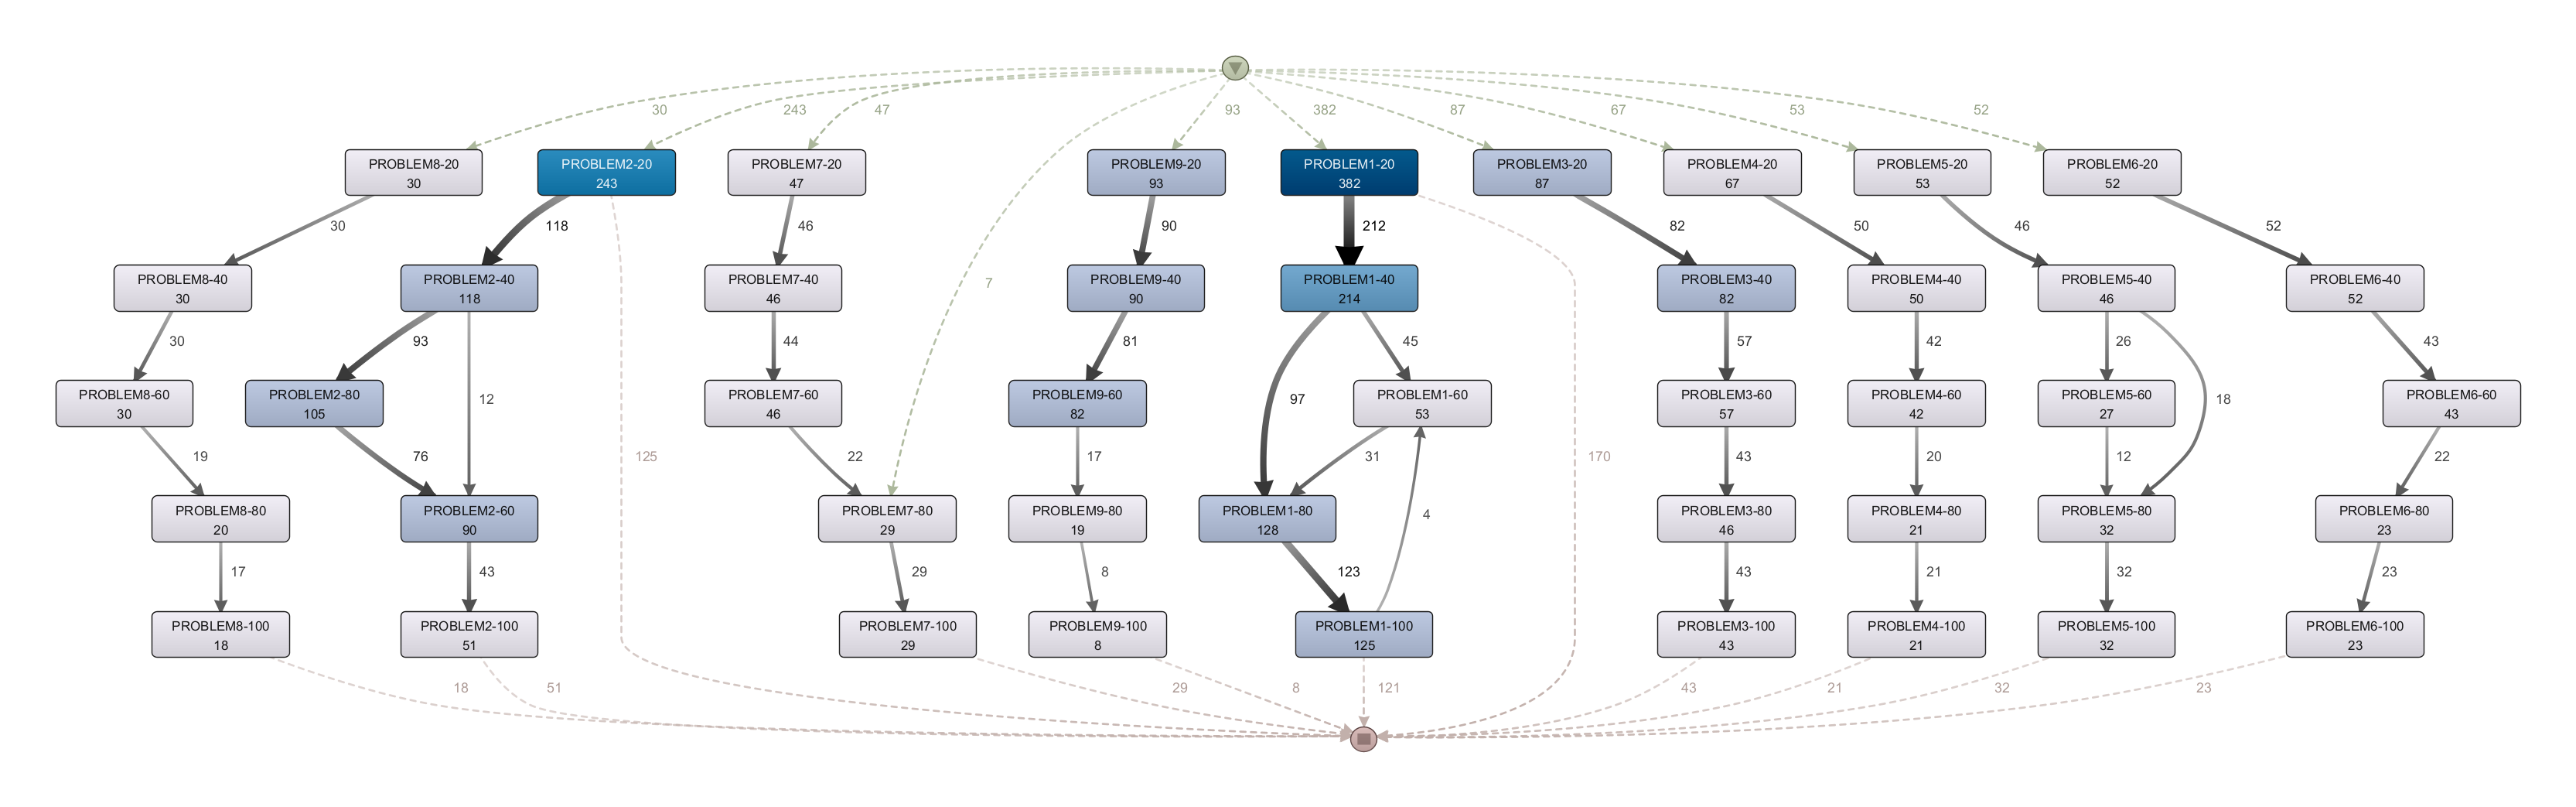 30
243
47
93
382
87
67
53
52
PROBLEM8-20
30
PROBLEM2-20
243
PROBLEM7-20
47
PROBLEM9-20
93
PROBLEM1-20
382
PROBLEM3-20
87
PROBLEM4-20
67
PROBLEM5-20
53
PROBLEM6-20
52
30
118
46
90
212
82
50
46
52
7
PROBLEM8-40
30
PROBLEM2-40
118
PROBLEM7-40
46
PROBLEM9-40
90
PROBLEM1-40
214
PROBLEM3-40
82
PROBLEM4-40
50
PROBLEM5-40
46
PROBLEM6-40
52
30
93
44
81
45
57
42
26
43
PROBLEM8-60
30
PROBLEM2-80
105
12
PROBLEM7-60
46
PROBLEM9-60
82
97
PROBLEM1-60
53
PROBLEM3-60
57
PROBLEM4-60
42
PROBLEM5-60
27
18
PROBLEM6-60
43
19
76
125
22
17
31
170
43
20
12
22
PROBLEM8-80
20
PROBLEM2-60
90
PROBLEM7-80
29
PROBLEM9-80
19
PROBLEM1-80
128
4
PROBLEM3-80
46
PROBLEM4-80
21
PROBLEM5-80
32
PROBLEM6-80
23
17
43
29
8
123
43
21
32
23
PROBLEM8-100
18
PROBLEM2-100
51
PROBLEM7-100
29
PROBLEM9-100
8
PROBLEM1-100
125
PROBLEM3-100
43
PROBLEM4-100
21
PROBLEM5-100
32
PROBLEM6-100
23
18
51
29
8
121
43
21
32
23